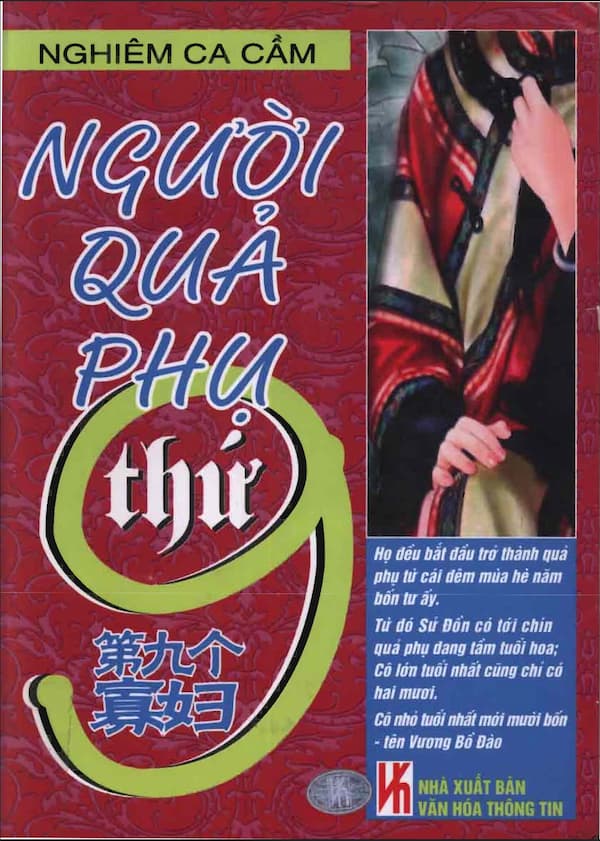 NGHIÊM CA CẦM
NGƯỜI
QUẢ
PHỤ
thứ
9
第九个
寡妇
Họ đều bắt đầu trở thành quả
phụ từ cái đêm mùa hè năm
bốn tư ấy.
Từ đó Sử Đồn có tới chín
quả phụ đang tầm tuổi hoa;
Cô lớn tuổi nhất cũng chỉ có
hai mươi.
Cô nhỏ tuổi nhất mới mười bốn
- tên Vương Bồ Đào
NHÀ XUẤT BẢN
VĂN HÓA THÔNG TIN